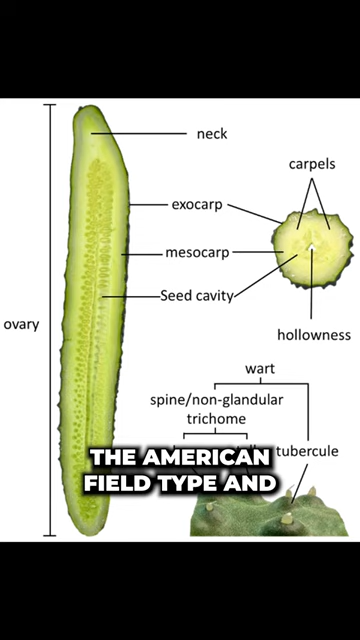 neck
carpels
exocarp
mesocarp
Seed cavity
ovary
hollowness
wart
spine/non-glandular
trichome
tubercule
THE AMERICAN
FIELD TYPE AND